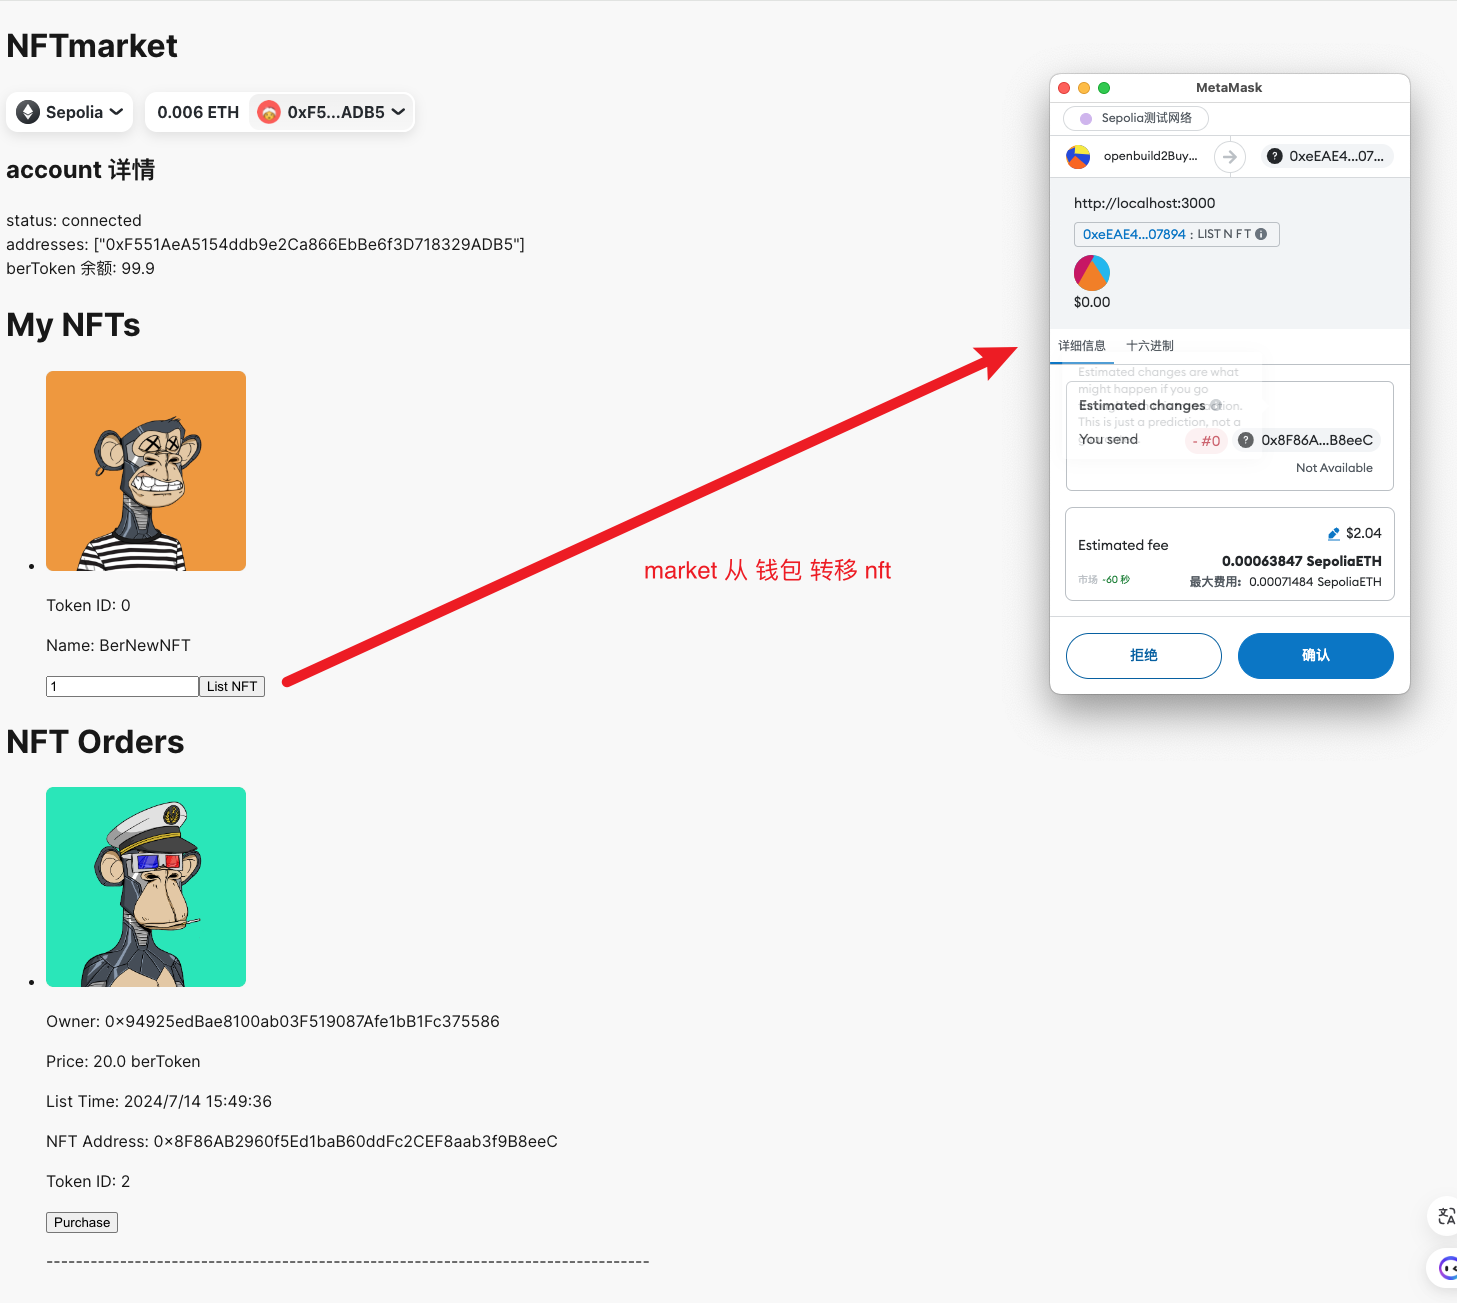 NFTmarket
Sepolia
0.006 ETH
0xF5...ADB5
account 详情
status: connected
addresses: ["0xF551AeA5154ddb9e2Ca866EbBe6f3D718329ADB5"]
berToken 余额: 99.9
My NFTs
Token ID: 0
Name: BerNewNFT
1
List NFT
market 从 钱包 转移 nft
NFT Orders
Owner: 0x94925edBae8100ab03F519087Afe1bB1Fc375586
Price: 20.0 berToken
List Time: 2024/7/14 15:49:36
NFT Address: 0x8F86AB2960f5Ed1baB60ddFc2CEF8aab3f9B8eeC
Token ID: 2
Purchase
--------------------------------------------------------------------------------
MetaMask
Sepolia测试网络
openbuild2Buy...
0xeEAE4...07...
http://localhost:3000
0xeEAE4...07894 : LIST N F T
$0.00
详细信息
十六进制
Estimated changes are what
might happen if you go
Estimated changes
This is just a prediction, not a
You send
- #0
0x8F86A...B8eeC
Not Available
$2.04
Estimated fee
0.00063847 SepoliaETH
市场 -60 秒
最大费用: 0.00071484 SepoliaETH
拒绝
确认